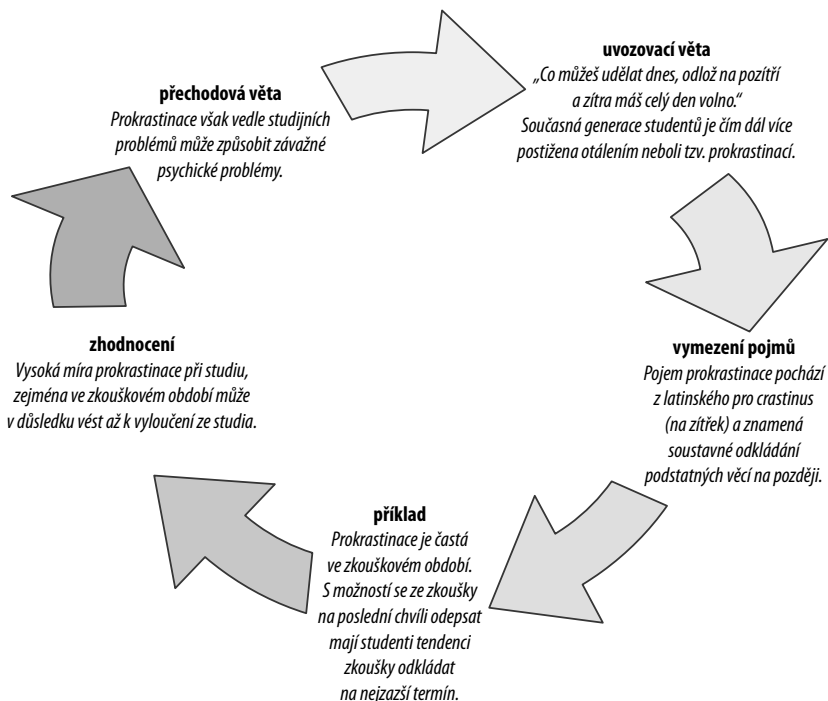 uvozovací věta
„Co můžeš udělat dnes, odlož na pozítří
a zítra máš celý den volno.“
Současná generace studentů je čím dál více
postižena otálením neboli tzv. prokrastinací.
vymezení pojmů
Pojem prokrastinace pochází
z latinského pro crastinus
(na zítřek) a znamená
soustavné odkládání
podstatných věcí na později.
příklad
Prokrastinace je častá
ve zkouškovém období.
S možností se ze zkoušky
na poslední chvíli odepsat
mají studenti tendenci
zkoušky odkládat
na nejzazší termín.
zhodnocení
Vysoká míra prokrastinace při studiu,
zejména ve zkouškovém období může
v důsledku vést až k vyloučení ze studia.
přechodová věta
Prokrastinace však vedle studijních
problémů může způsobit závažné
psychické problémy.